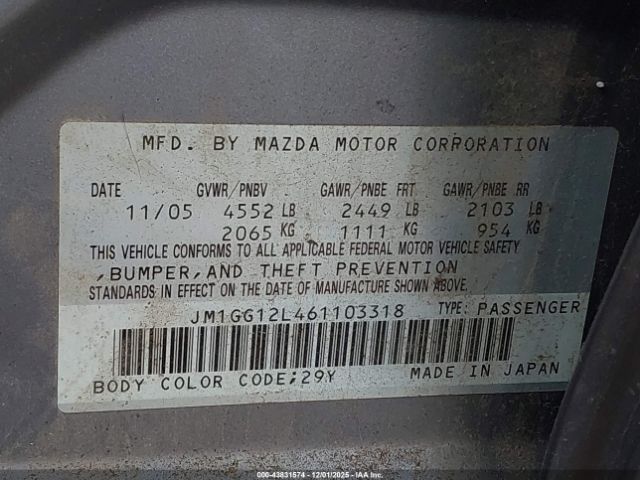 MFD. BY MAZDA MOTOR CORPORATION
DATE GVWR/PNBV GAWR/PNBE FRT GAWR/PNBE RR
11/05 4552 LB 2449 LB 2103 LB
2065 KG 1111 KG 954 KG
THIS VEHICLE CONFORMS TO ALL APPLICABLE FEDERAL MOTOR VEHICLE SAFETY
,BUMPER,AND THEFT PREVENTION
STANDARDS IN EFFECT ON THE DATE OF MANUFACTURE SHOWN ABOVE.
JM1GG12L461103318 TYPE: PASSENGER
BODY COLOR CODE;29Y MADE IN JAPAN
000-43831574 - 12/01/2025 - IAA, Inc.